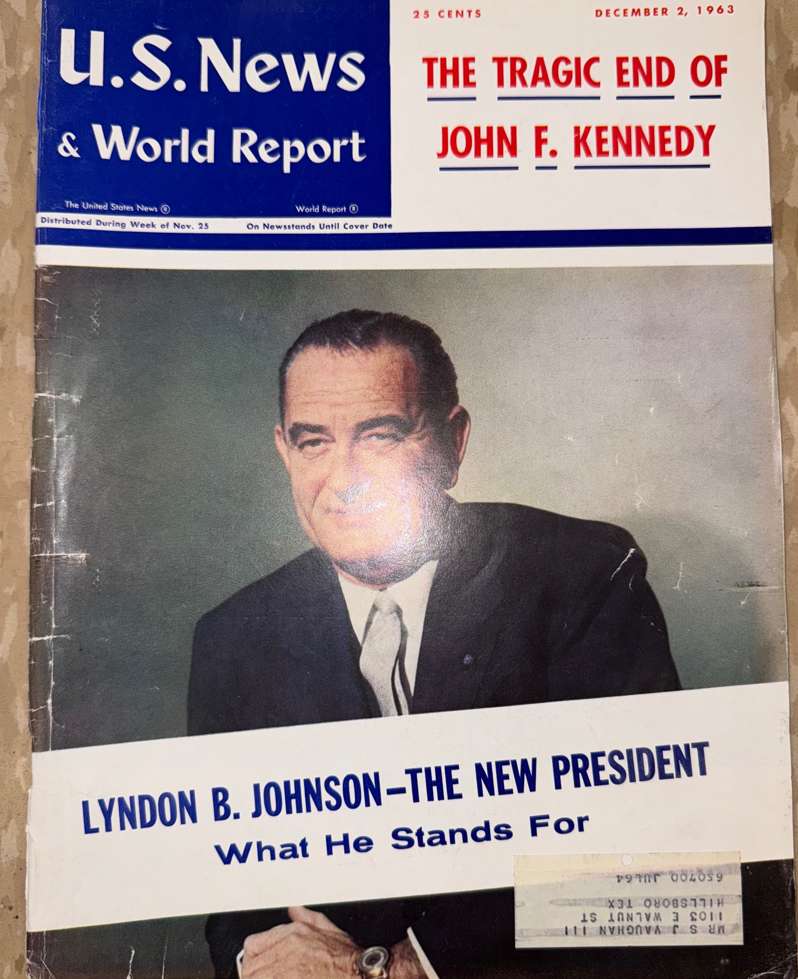 25 CENTS
DECEMBER 2, 1963
U.S. News
& World Report
The United States News ®
World Report ®
Distributed During Week of Nov. 25
On Newsstands Until Cover Date
THE TRAGIC END OF
JOHN F. KENNEDY
LYNDON B. JOHNSON–THE NEW PRESIDENT
What He Stands For
MR S J VAUGHAN III
1103 E WALNUT ST
HILLSBORO TEX
650700 JUL64